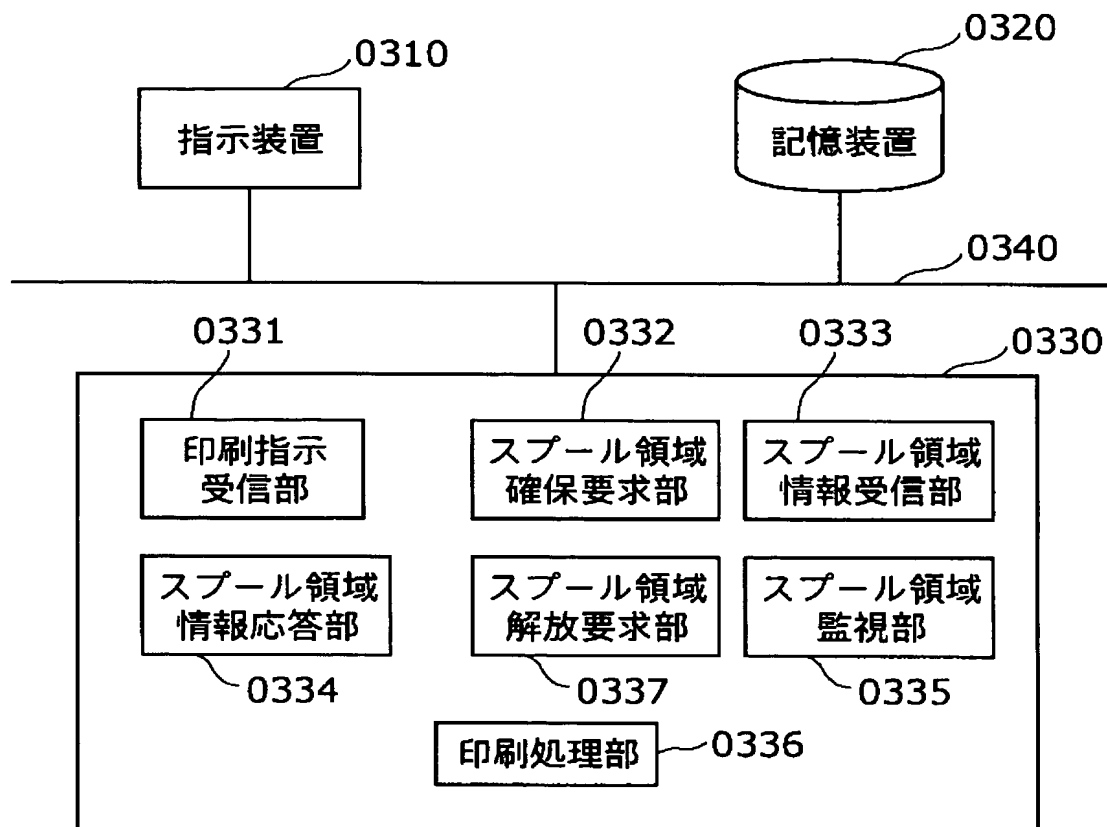 0310
0320
指示装置
記憶装置
0340
0331
0332
0333
0330
印刷指示
受信部
スプール領域
確保要求部
スプール領域
情報受信部
スプール領域
情報応答部
スプール領域
解放要求部
スプール領域
監視部
0334
0337
0335
印刷処理部
0336